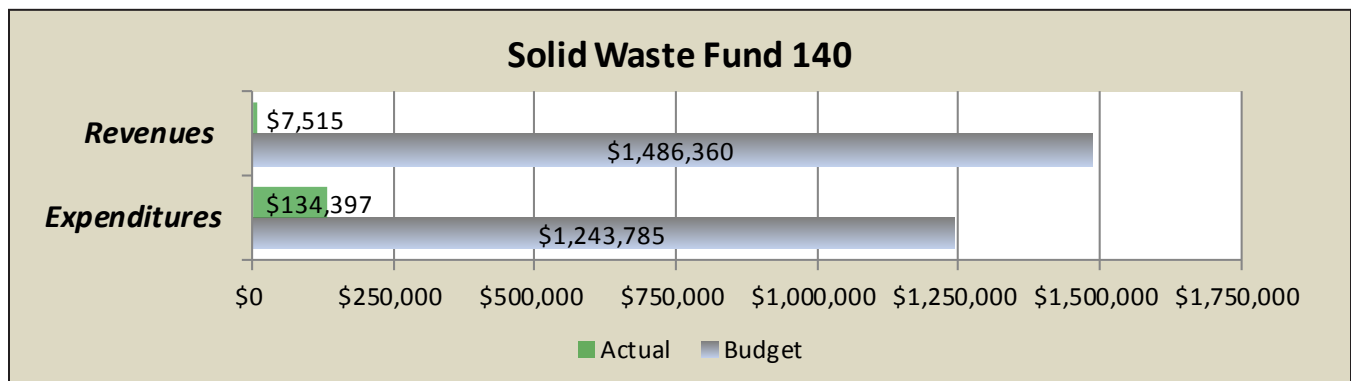 Solid Waste Fund 140
Revenues
$7,515
$1,486,360
Expenditures
$134,397
$1,243,785
$0 $250,000 $500,000 $750,000 $1,000,000 $1,250,000 $1,500,000 $1,750,000
Actual Budget